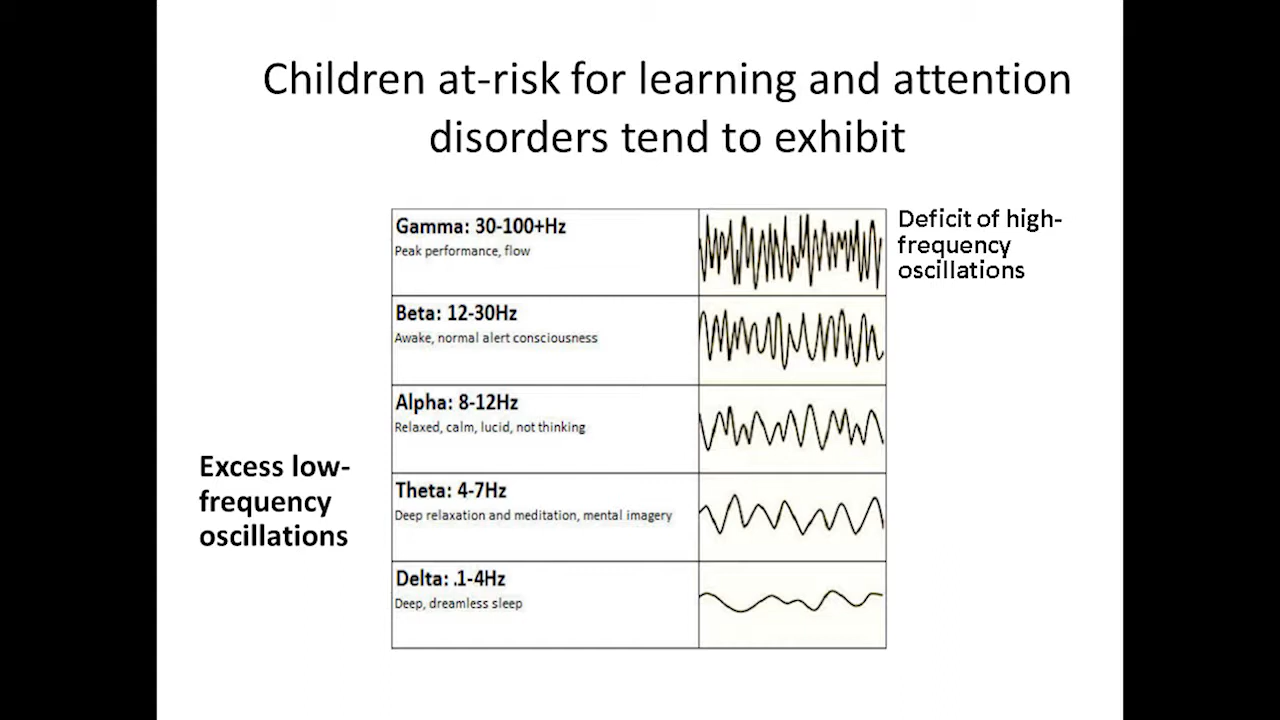 Children at-risk for learning and attention
disorders tend to exhibit
Gamma: 30-100+Hz
Peak performance, flow
Deficit of high-
frequency
oscillations
Beta: 12-30Hz
Awake, normal alert consciousness
Alpha: 8-12Hz
Relaxed, calm, lucid, not thinking
Excess low-
frequency
oscillations
Theta: 4-7Hz
Deep relaxation and meditation, mental imagery
Delta: .1-4Hz
Deep, dreamless sleep